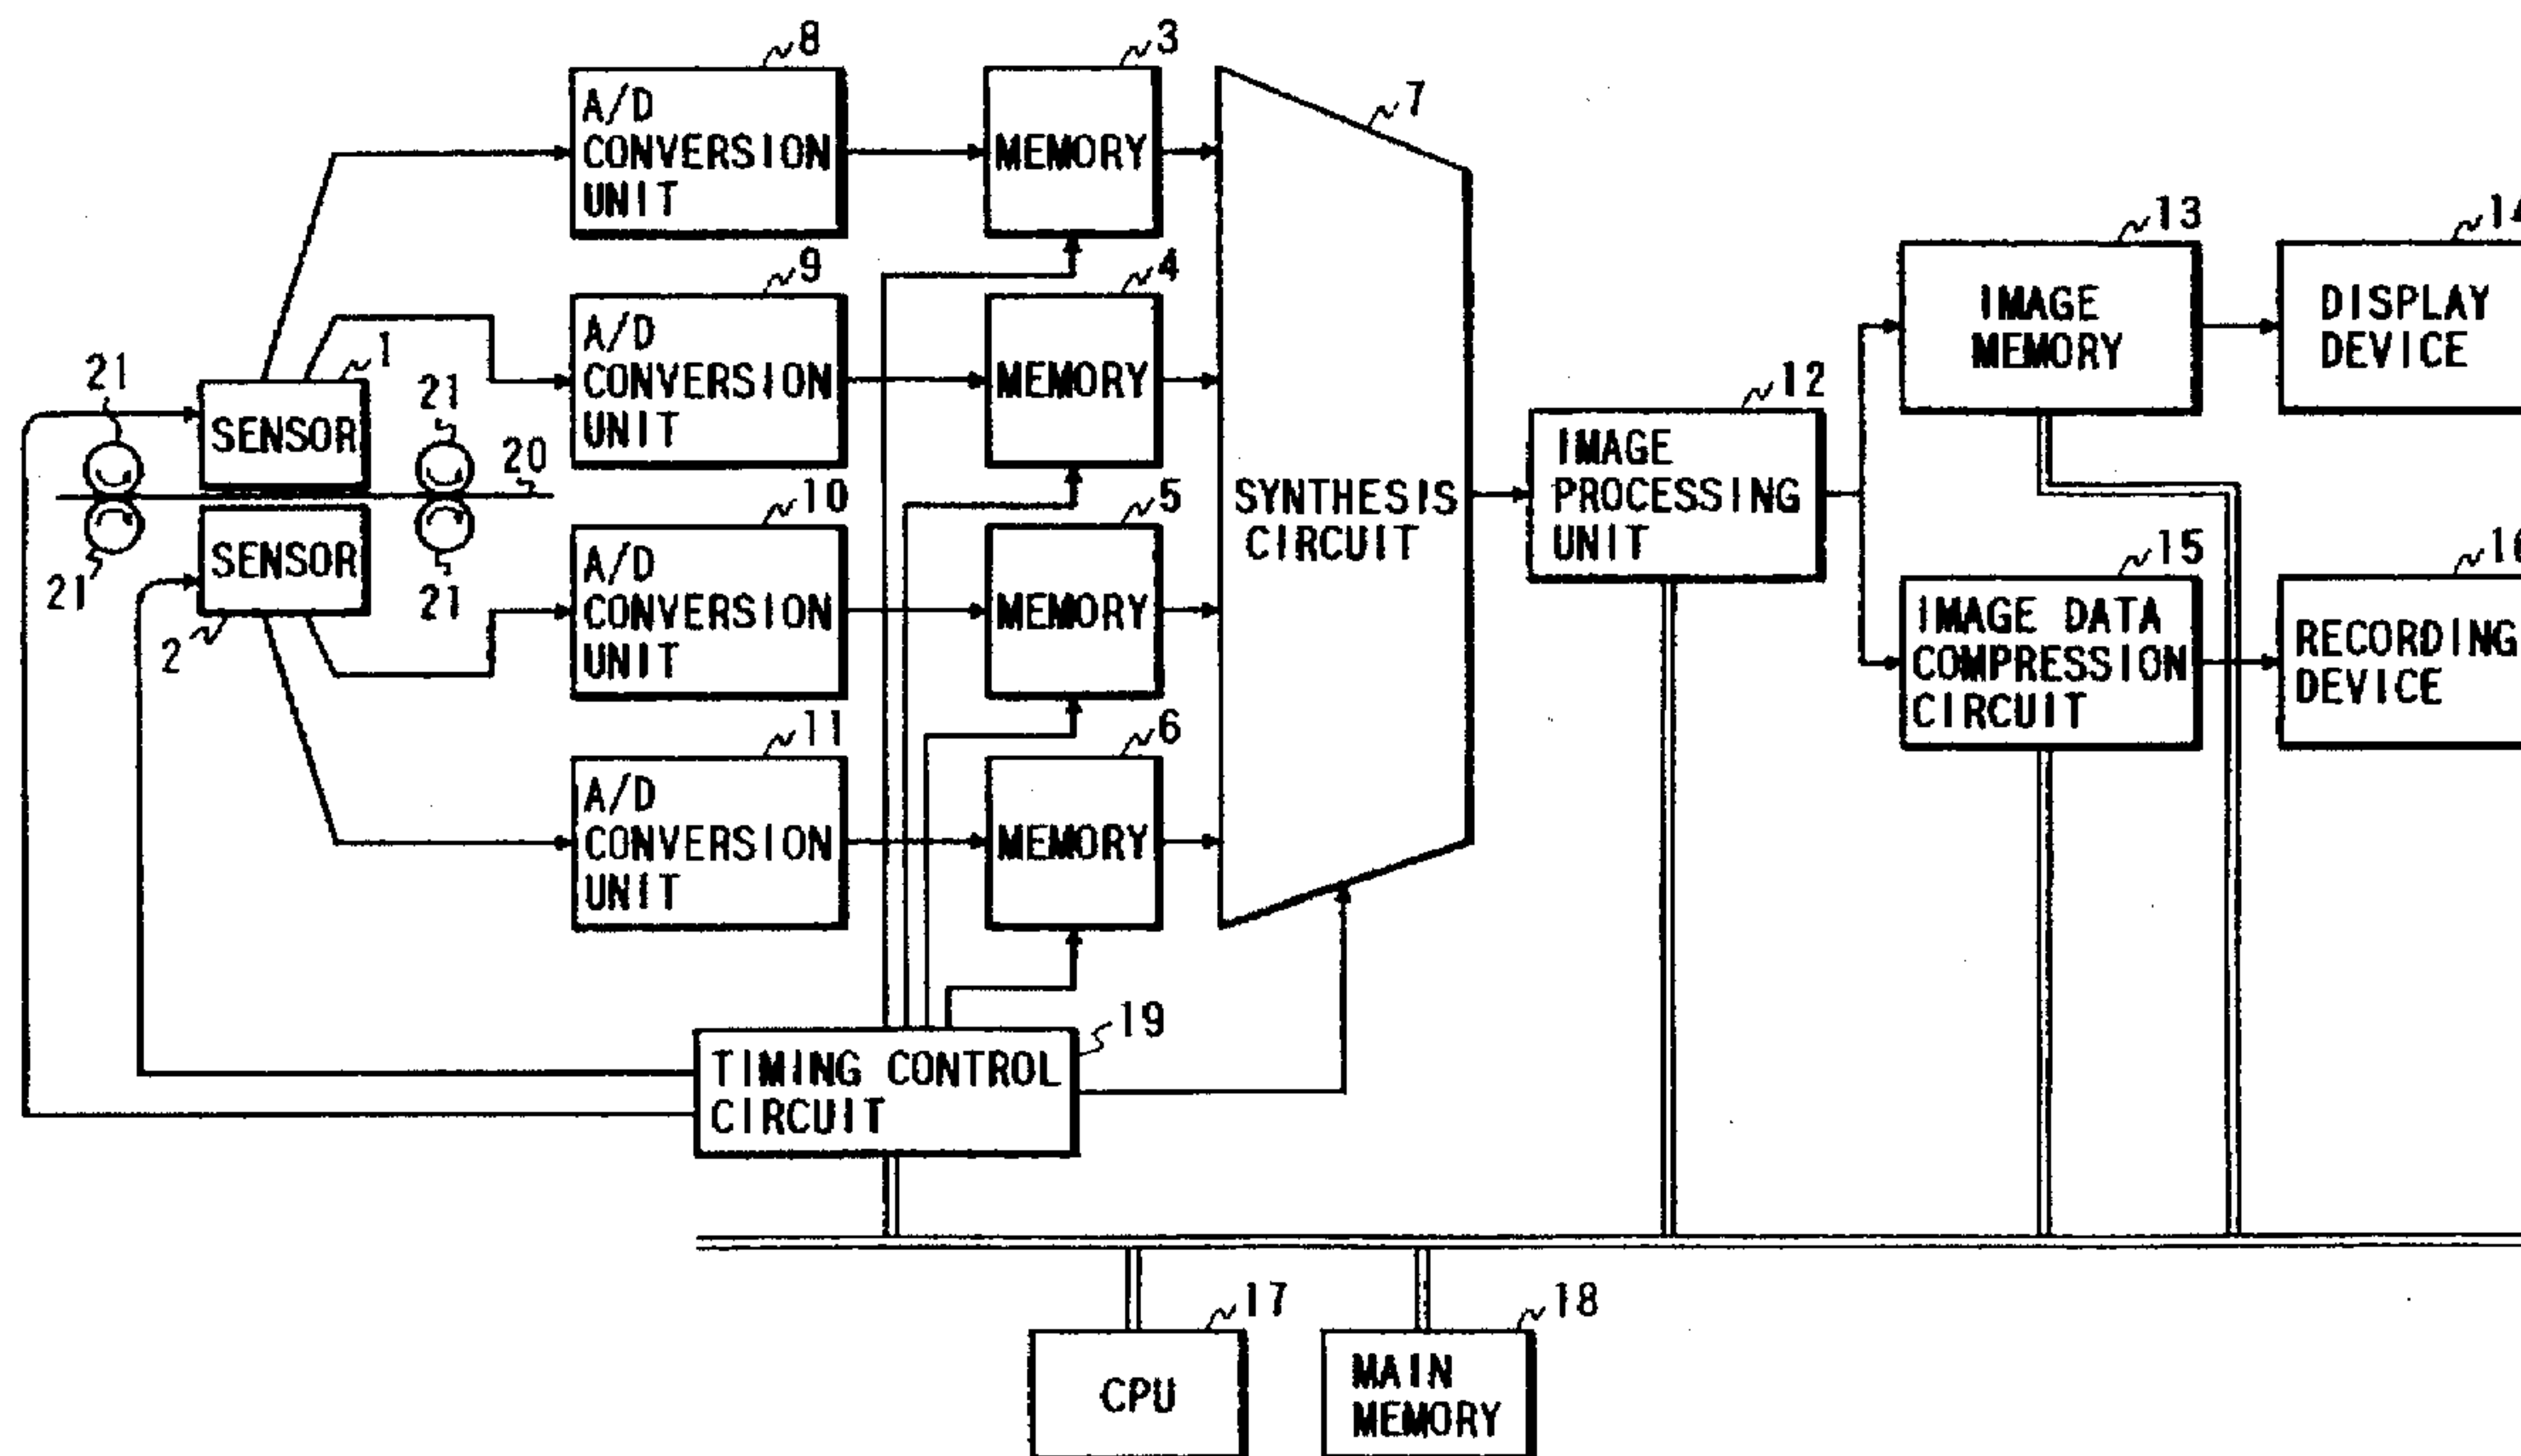 8
A/D
CONVERSION
UNIT
3
MEMORY
7
SYNTHESIS
CIRCUIT
9
A/D
CONVERSION
UNIT
4
MEMORY
10
A/D
CONVERSION
UNIT
5
MEMORY
11
A/D
CONVERSION
UNIT
6
MEMORY
21
1
SENSOR
21
20
SENSOR
21
2
21
12
IMAGE
PROCESSING
UNIT
13
IMAGE
MEMORY
14
DISPLAY
DEVICE
15
IMAGE DATA
COMPRESSION
CIRCUIT
16
RECORDING
DEVICE
19
TIMING CONTROL
CIRCUIT
17
CPU
18
MAIN
MEMORY